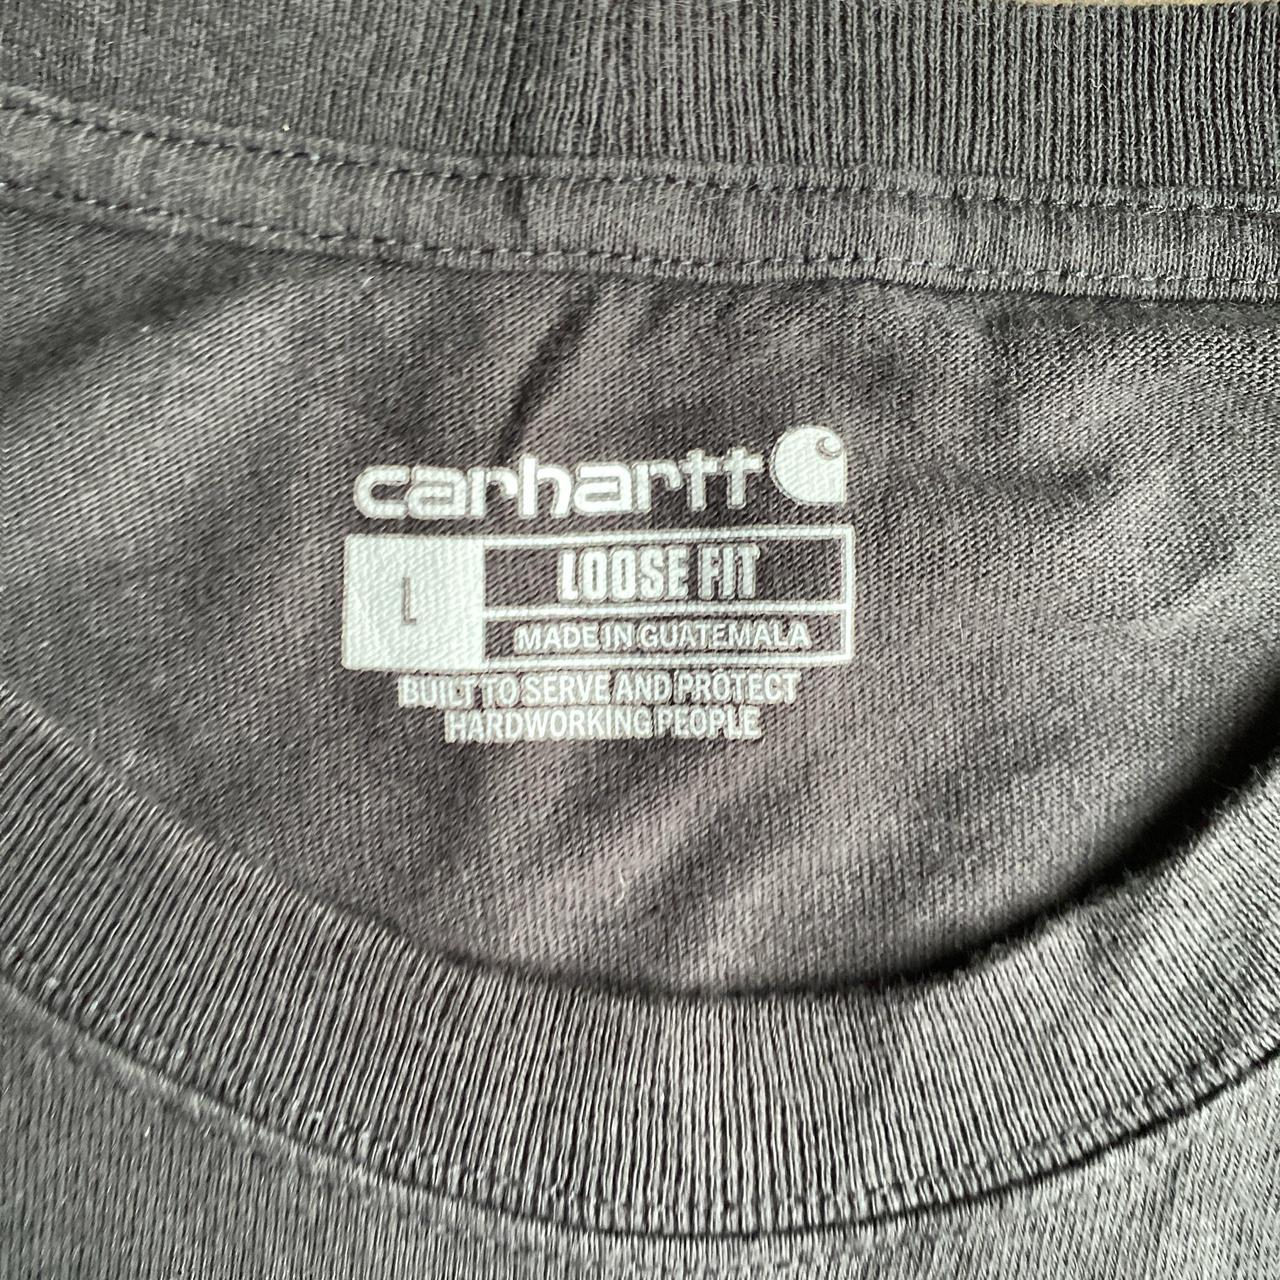 carhartt
L
LOOSE FIT
MADE IN GUATEMALA
BUILT TO SERVE AND PROTECT
HARDWORKING PEOPLE